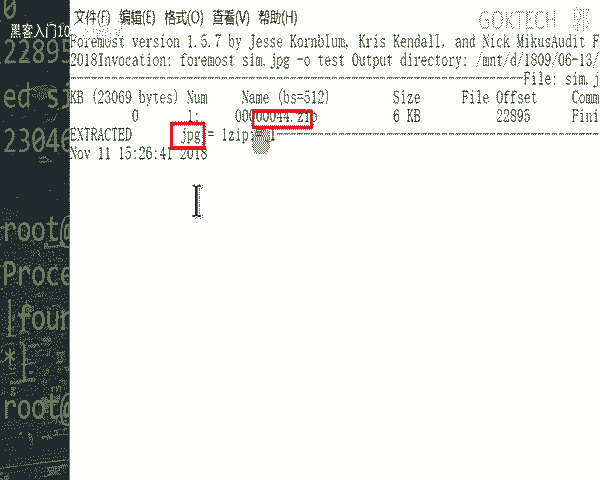 文件(F) 编辑(E) 格式(O) 查看(V) 帮助(H)
GOKTECH 郭
黑客入门10
Foremost version 1.5.7 by Jesse Kornblum, Kris Kendall, and Nick MikusAudit F
2018Invocation: foremost sim.jpg -o test Output directory: /mnt/d/1809/06-13/
File: sim.j
KB (23069 bytes) Num Name (bs=512) Size File Offset Comm
0 1: 00000044.zip 6 KB 22895 Fini
EXTRACTED jpg:= 1zip:= 1
Nov 11 15:26:41 2018
0
22895
ed si
23046
root@
Proce
|foun
*|
root@